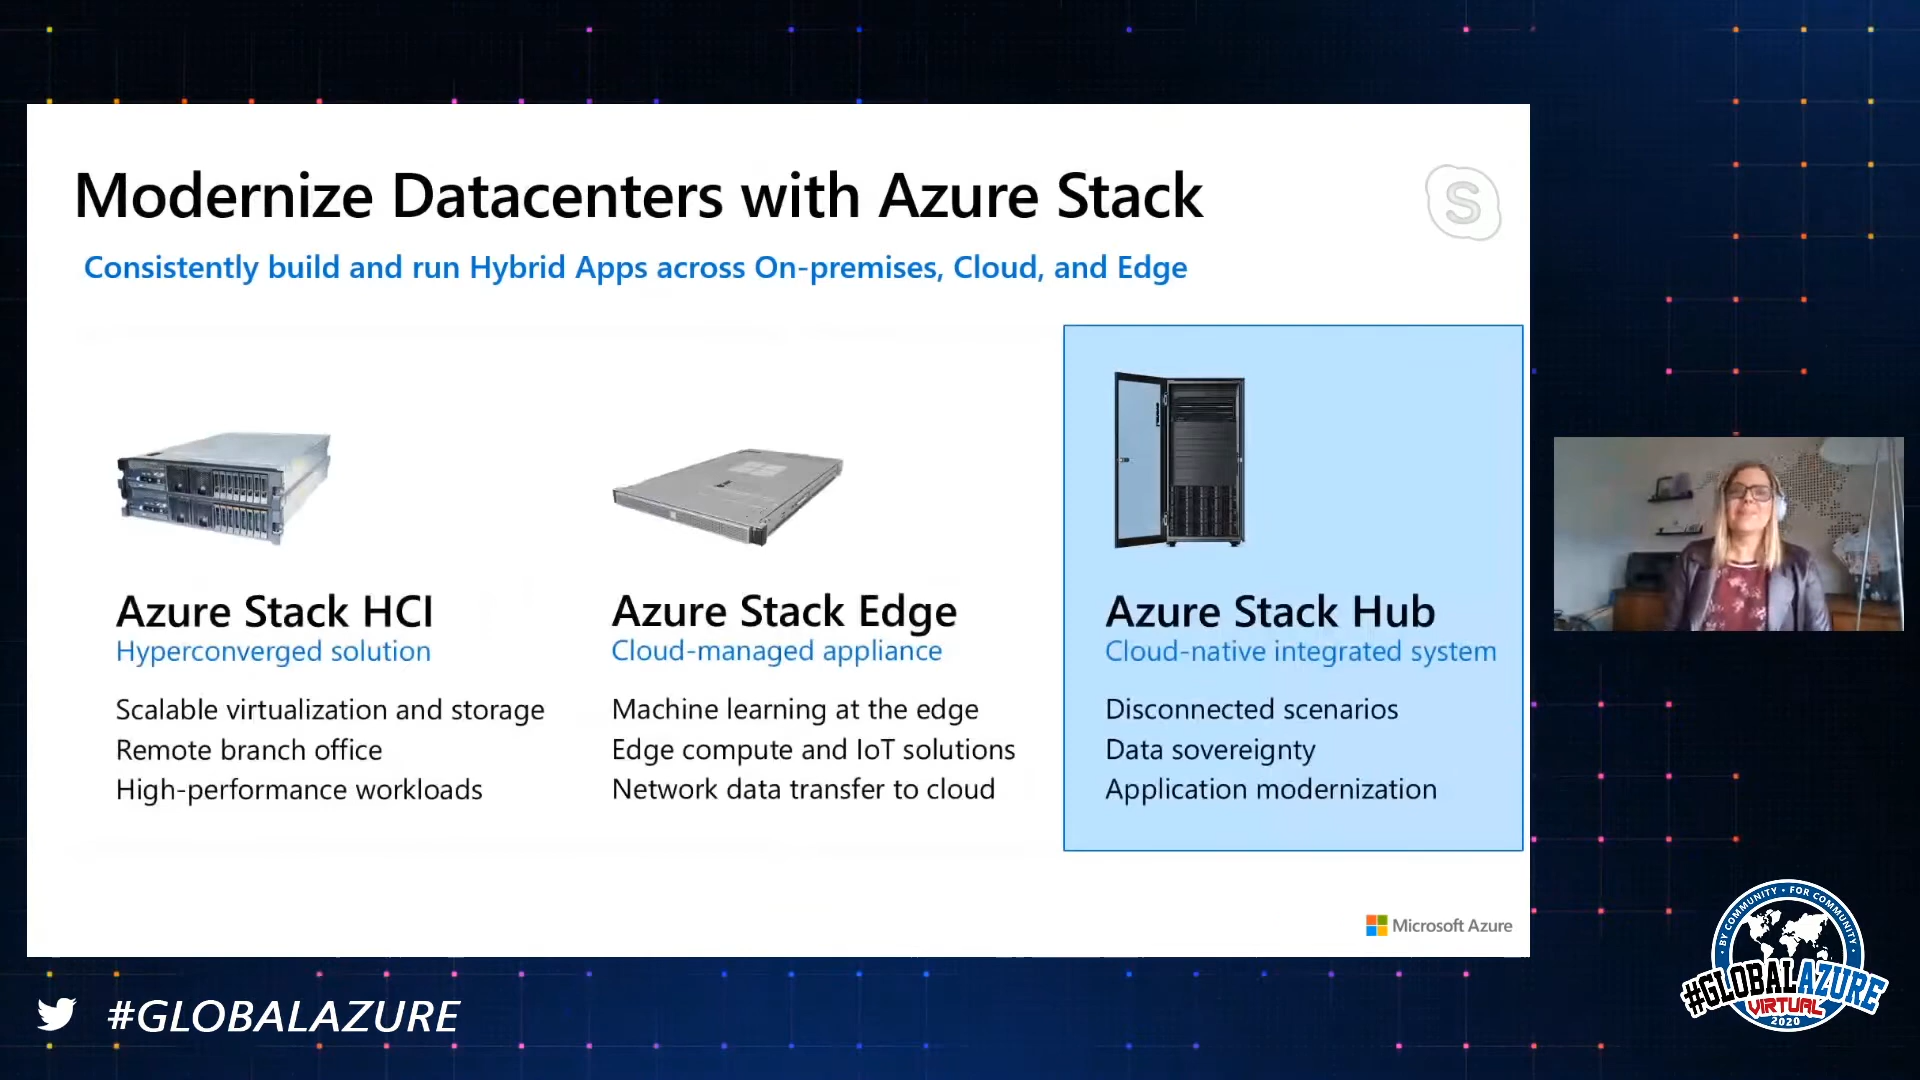 Modernize Datacenters with Azure Stack
S
Consistently build and run Hybrid Apps across On-premises, Cloud, and Edge
Azure Stack HCI
Hyperconverged solution
Scalable virtualization and storage
Remote branch office
High-performance workloads
Azure Stack Edge
Cloud-managed appliance
Machine learning at the edge
Edge compute and IoT solutions
Network data transfer to cloud
Azure Stack Hub
Cloud-native integrated system
Disconnected scenarios
Data sovereignty
Application modernization
Microsoft Azure
#GLOBALAZURE
• BY COMMUNITY • FOR COMMUNITY •
#GLOBALAZURE
VIRTUAL
2020